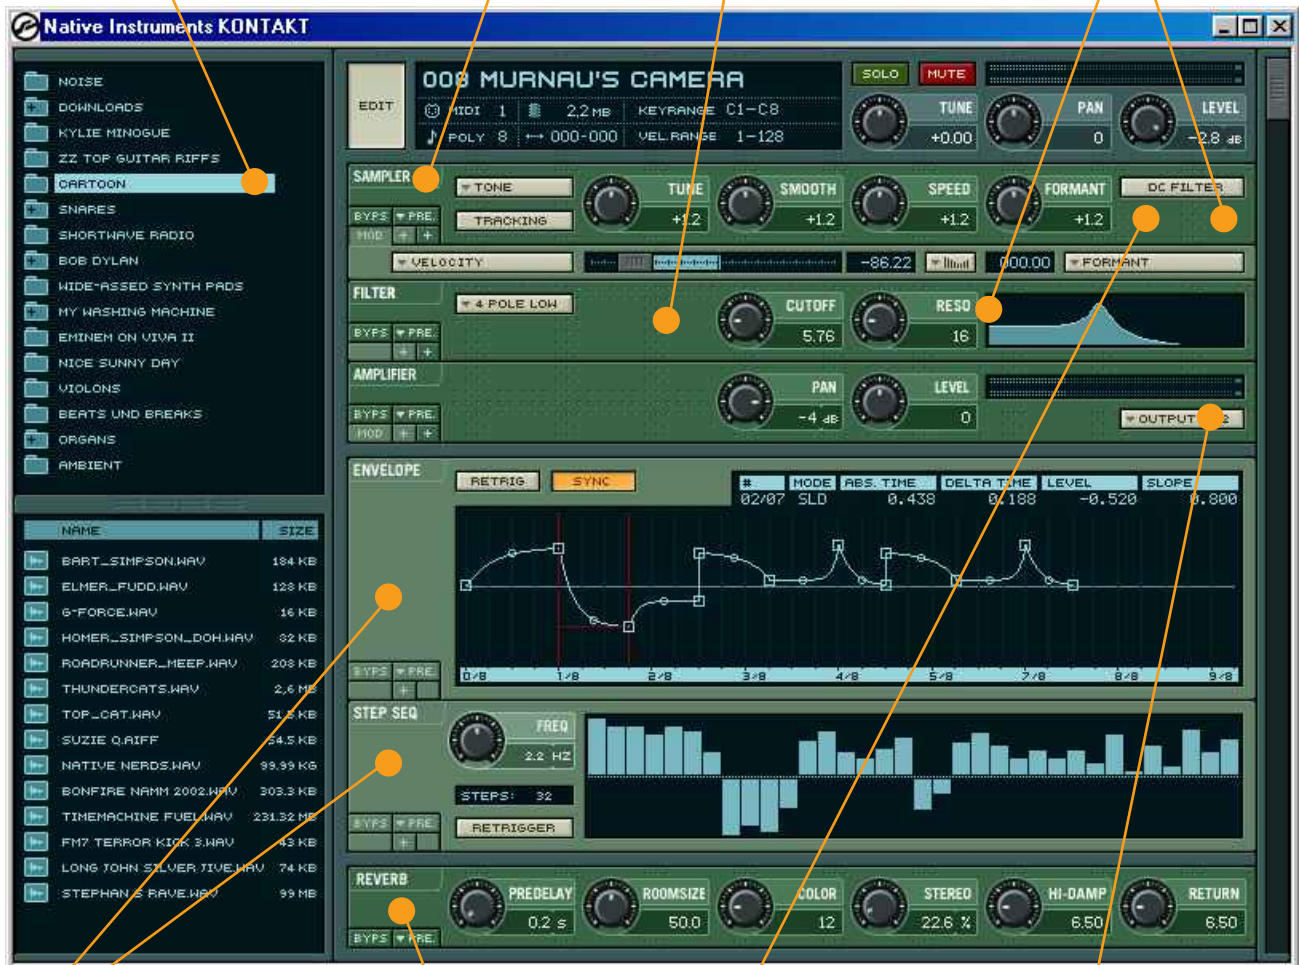 Native Instruments KONTAKT
NOISE
DOWNLOADS
KYLIE MINOGUE
ZZ TOP GUITAR RIFFS
CARTOON
SNARES
SHORTWAVE RADIO
BOB DYLAN
WIDE-ASSED SYNTH PADS
MY WASHING MACHINE
EMINEM ON VIVA II
NICE SUNNY DAY
VIOLONS
BEATS UND BREAKS
ORGANS
AMBIENT
NAME SIZE
BART_SIMPSON.WAV 184 KB
ELMER_FUDD.WAV 128 KB
G-FORCE.WAV 16 KB
HOMER_SIMPSON_DOH.WAV 32 KB
ROADRUNNER_MEEP.WAV 208 KB
THUNDERCATS.WAV 2,6 MB
TOP_CAT.WAV 51.5 KB
SUZIE Q.AIFF 54.5 KB
NATIVE NERDS.WAV 99.99 KG
BONFIRE NAMM 2002.WAV 303.3 KB
TIMEMACHINE FUEL.WAV 231.32 MB
FM7 TERROR KICK 3.WAV 43 KB
LONG JOHN SILVER JIVE.WAV 74 KB
STEPHAN S RAVE.WAV 99 MB
EDIT
008 MURNAU'S CAMERA
MIDI 1 2,2 MB KEYRANGE C1-C8
POLY 8 000-000 VEL.RANGE 1-128
SOLO MUTE
TUNE PAN LEVEL
+0.00 0 -2.8 dB
SAMPLER
TONE TUNE SMOOTH SPEED FORMANT DC FILTER
BYPS PRE. TRACKING +1.2 +1.2 +1.2 +1.2
MOD + +
VELOCITY -86.22 000.00 FORMANT
FILTER
4 POLE LOW CUTOFF RESO
BYPS PRE. 5.76 16
+ +
AMPLIFIER
PAN LEVEL
BYPS PRE. -4 dB 0 OUTPUT
MOD + +
ENVELOPE
RETRIG SYNC
# MODE ABS. TIME DELTA TIME LEVEL SLOPE
02/07 SLD 0.438 0.188 -0.520 0.800
BYPS PRE.
+
0/8 1/8 2/8 3/8 4/8 5/8 7/8 8/8 9/8
STEP SEQ
FREQ
2.2 HZ
STEPS: 32
BYPS PRE. RETRIGGER
+
REVERB
PREDELAY ROOMSIZE COLOR STEREO HI-DAMP RETURN
0.2 s 50.0 12 22.6 % 6.50 6.50
BYPS PRE.